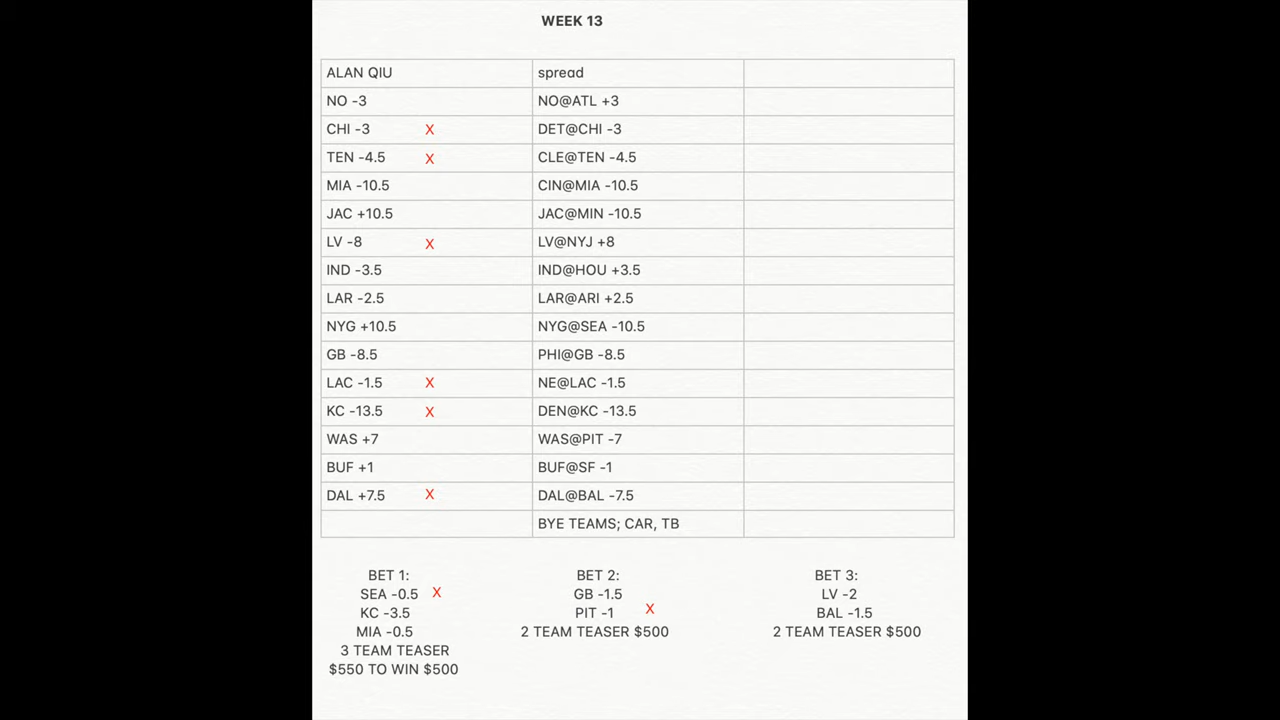 WEEK 13
ALAN QIU spread
NO -3 NO@ATL +3
CHI -3 X DET@CHI -3
TEN -4.5 X CLE@TEN -4.5
MIA -10.5 CIN@MIA -10.5
JAC +10.5 JAC@MIN -10.5
LV -8 X LV@NYJ +8
IND -3.5 IND@HOU +3.5
LAR -2.5 LAR@ARI +2.5
NYG +10.5 NYG@SEA -10.5
GB -8.5 PHI@GB -8.5
LAC -1.5 X NE@LAC -1.5
KC -13.5 X DEN@KC -13.5
WAS +7 WAS@PIT -7
BUF +1 BUF@SF -1
DAL +7.5 X DAL@BAL -7.5
BYE TEAMS; CAR, TB
BET 1:
SEA -0.5 X
KC -3.5
MIA -0.5
3 TEAM TEASER
$550 TO WIN $500
BET 2:
GB -1.5
PIT -1 X
2 TEAM TEASER $500
BET 3:
LV -2
BAL -1.5
2 TEAM TEASER $500